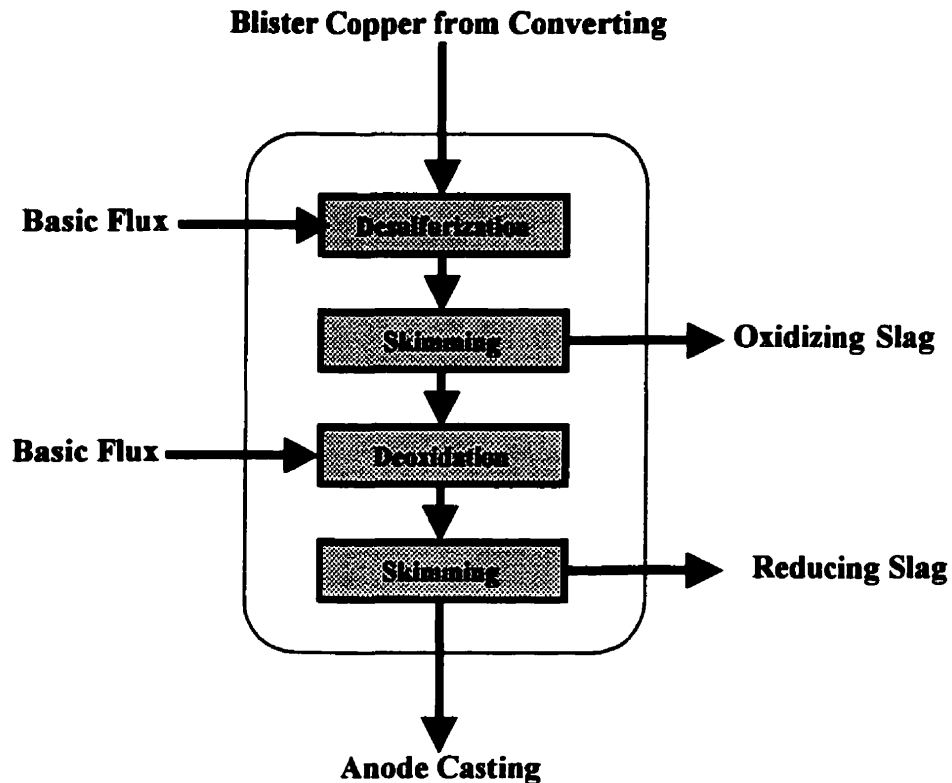 Blister Copper from Converting
Basic Flux
Desulfurization
Skimming
Oxidizing Slag
Basic Flux
Deoxidation
Skimming
Reducing Slag
Anode Casting